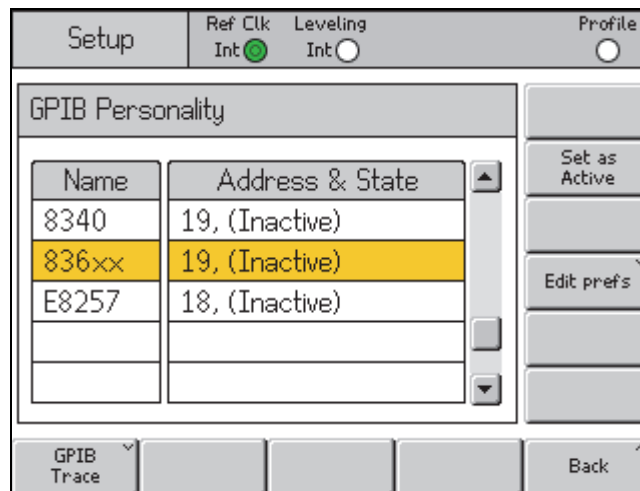 Setup
Ref Clk Leveling Profile
Int Int
GPIB Personality
Name Address & State
8340 19, (Inactive)
836xx 19, (Inactive)
E8257 18, (Inactive)
Set as
Active
Edit prefs
GPIB
Trace
Back